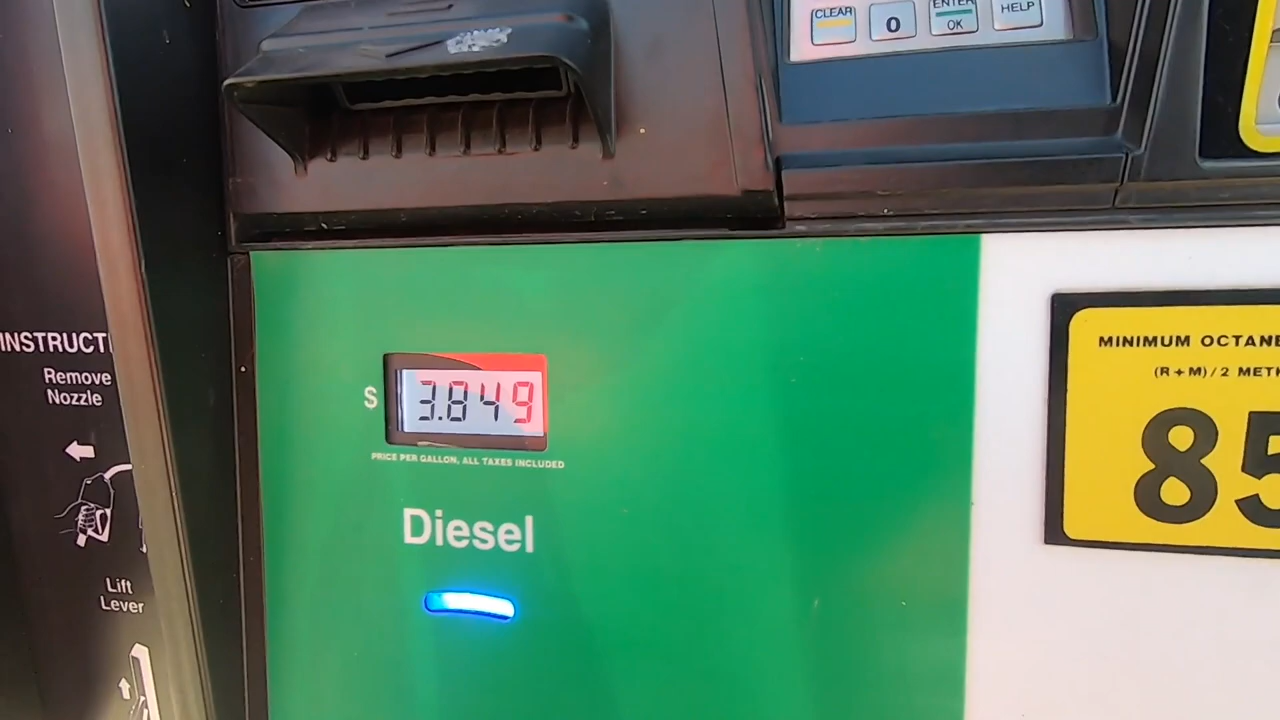 CLEAR
0
ENTER
OK
HELP
INSTRUCTI
Remove
Nozzle
Lift
Lever
$ 3.849
PRICE PER GALLON, ALL TAXES INCLUDED
Diesel
MINIMUM OCTANE
(R+M)/2 METH
85